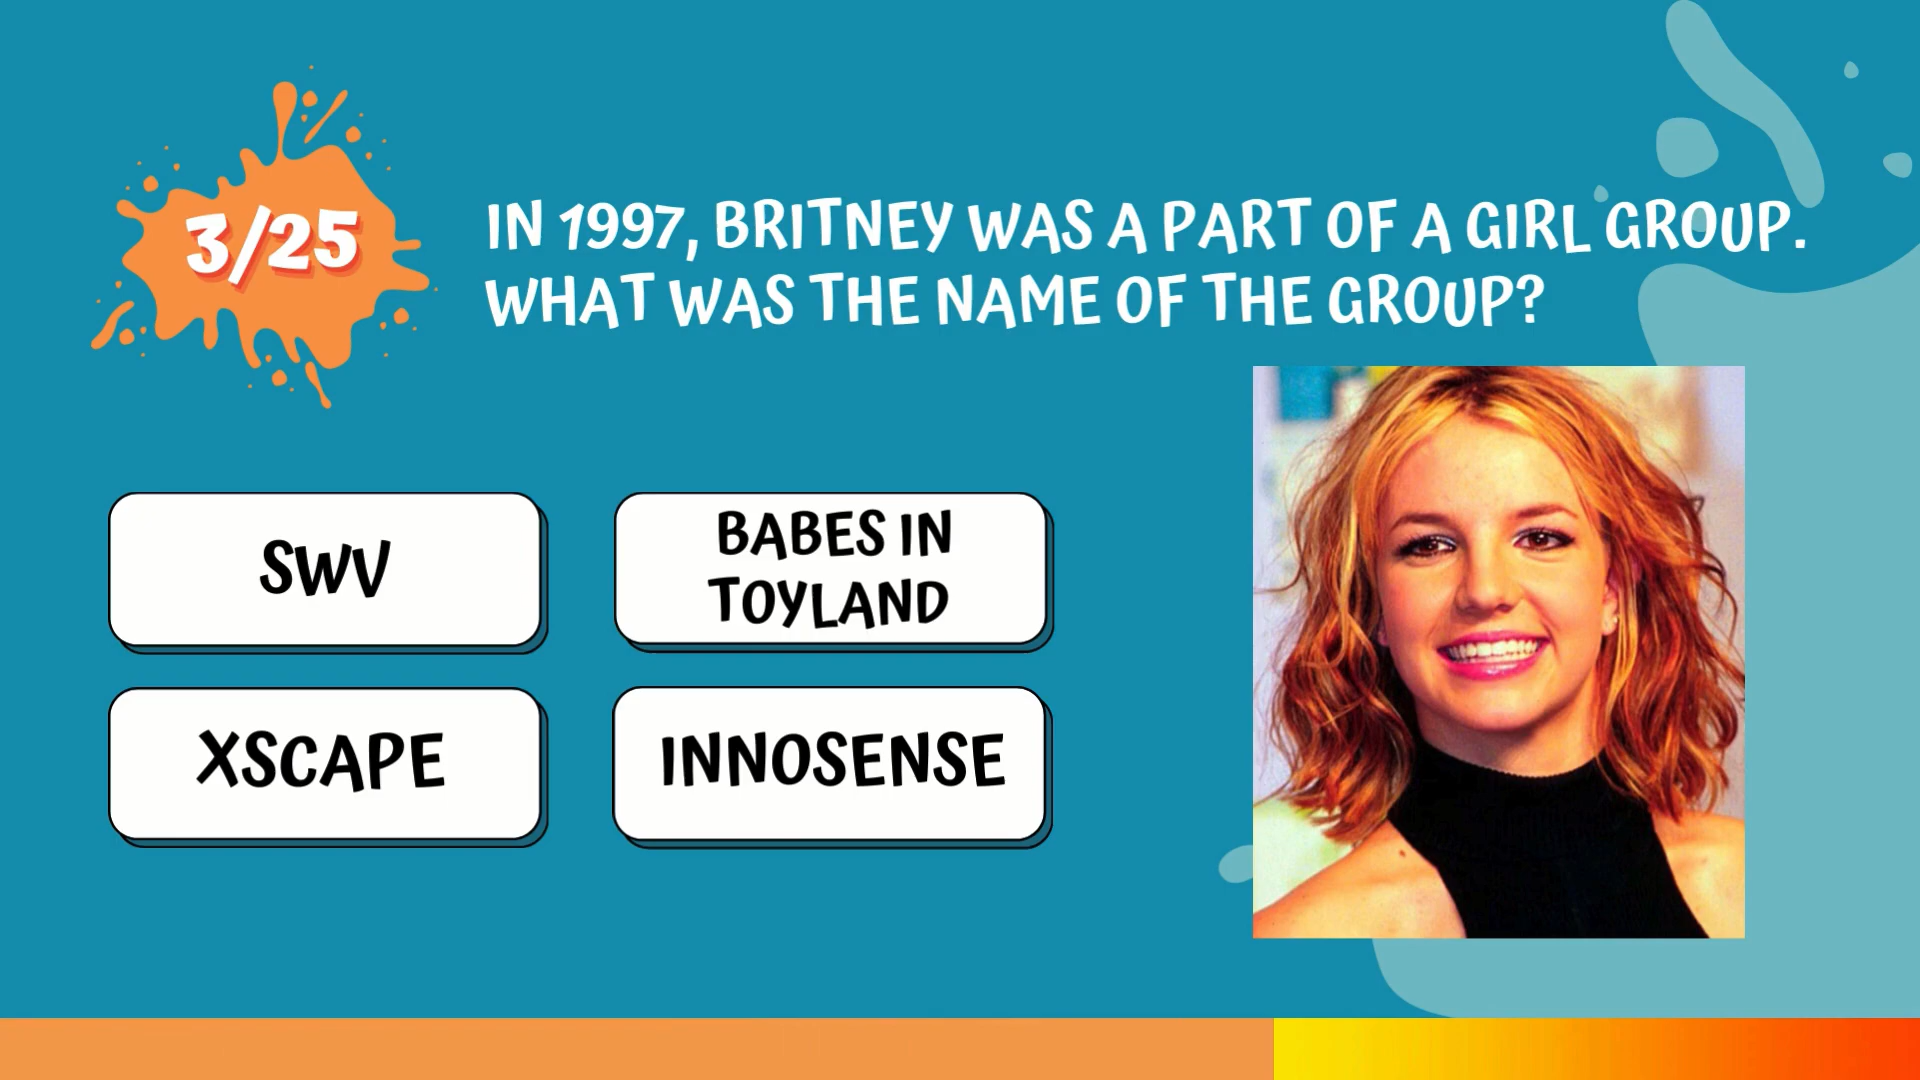 3/25
IN 1997, BRITNEY WAS A PART OF A GIRL GROUP.
WHAT WAS THE NAME OF THE GROUP?
SWV
BABES IN
TOYLAND
XSCAPE
INNOSENSE